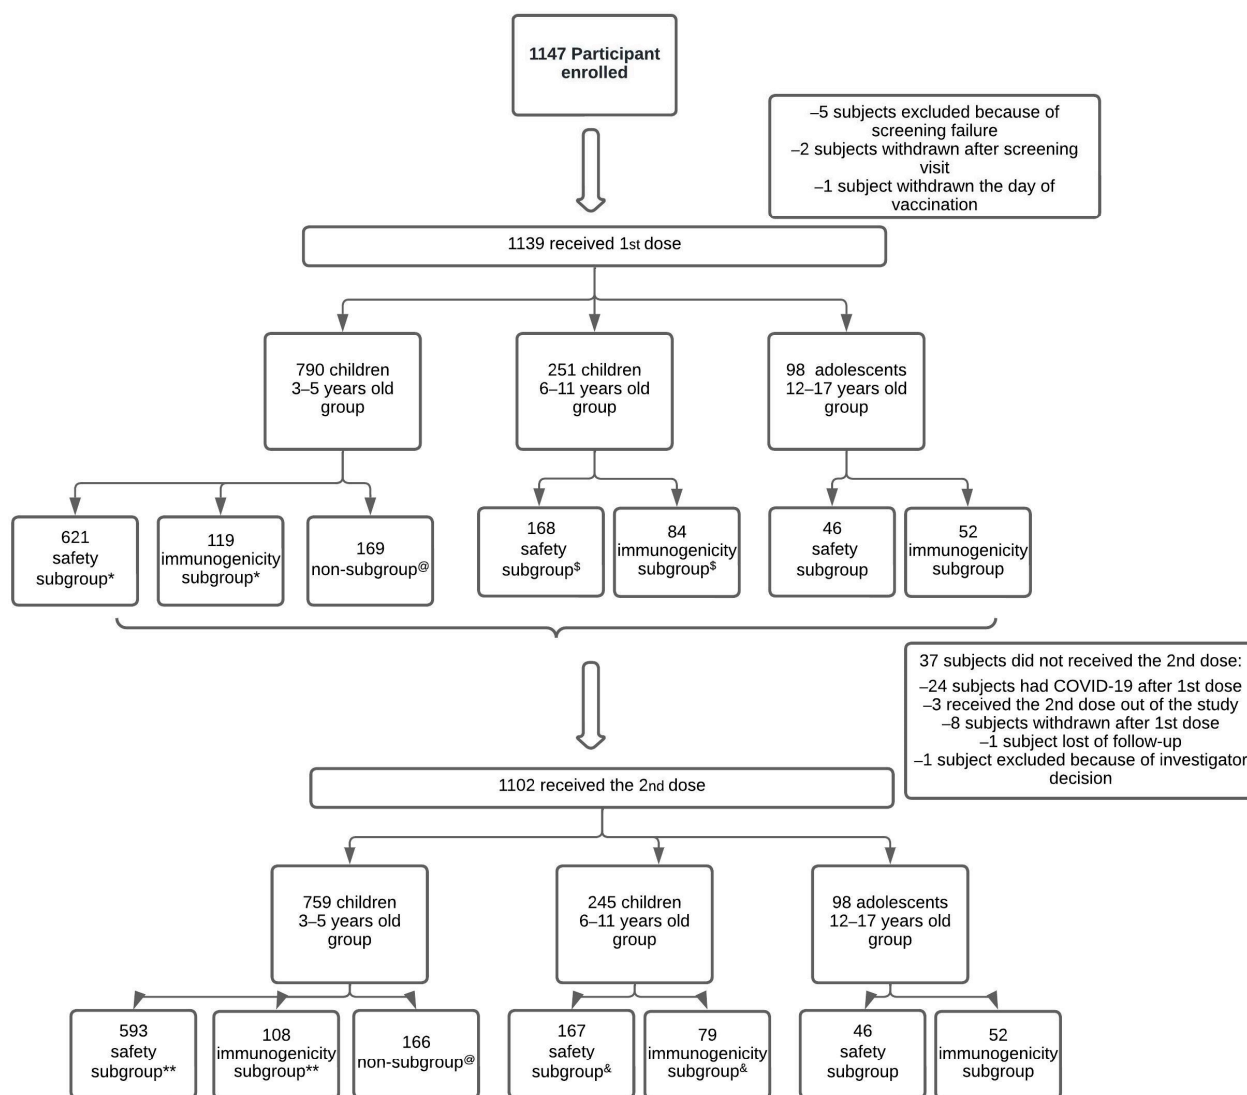 1147 Participant
enrolled
–5 subjects excluded because of
screening failure
–2 subjects withdrawn after screening
visit
–1 subject withdrawn the day of
vaccination
1139 received 1st dose
790 children
3–5 years old
group
251 children
6–11 years old
group
98 adolescents
12–17 years old
group
621
safety
subgroup*
119
immunogenicity
subgroup*
169
non-subgroup@
168
safety
subgroup$
84
immunogenicity
subgroup$
46
safety
subgroup
52
immunogenicity
subgroup
37 subjects did not received the 2nd dose:
–24 subjects had COVID-19 after 1st dose
–3 received the 2nd dose out of the study
–8 subjects withdrawn after 1st dose
–1 subject lost of follow-up
–1 subject excluded because of investigator
decision
1102 received the 2nd dose
759 children
3–5 years old
group
245 children
6–11 years old
group
98 adolescents
12–17 years old
group
593
safety
subgroup**
108
immunogenicity
subgroup**
166
non-subgroup@
167
safety
subgroup&
79
immunogenicity
subgroup&
46
safety
subgroup
52
immunogenicity
subgroup